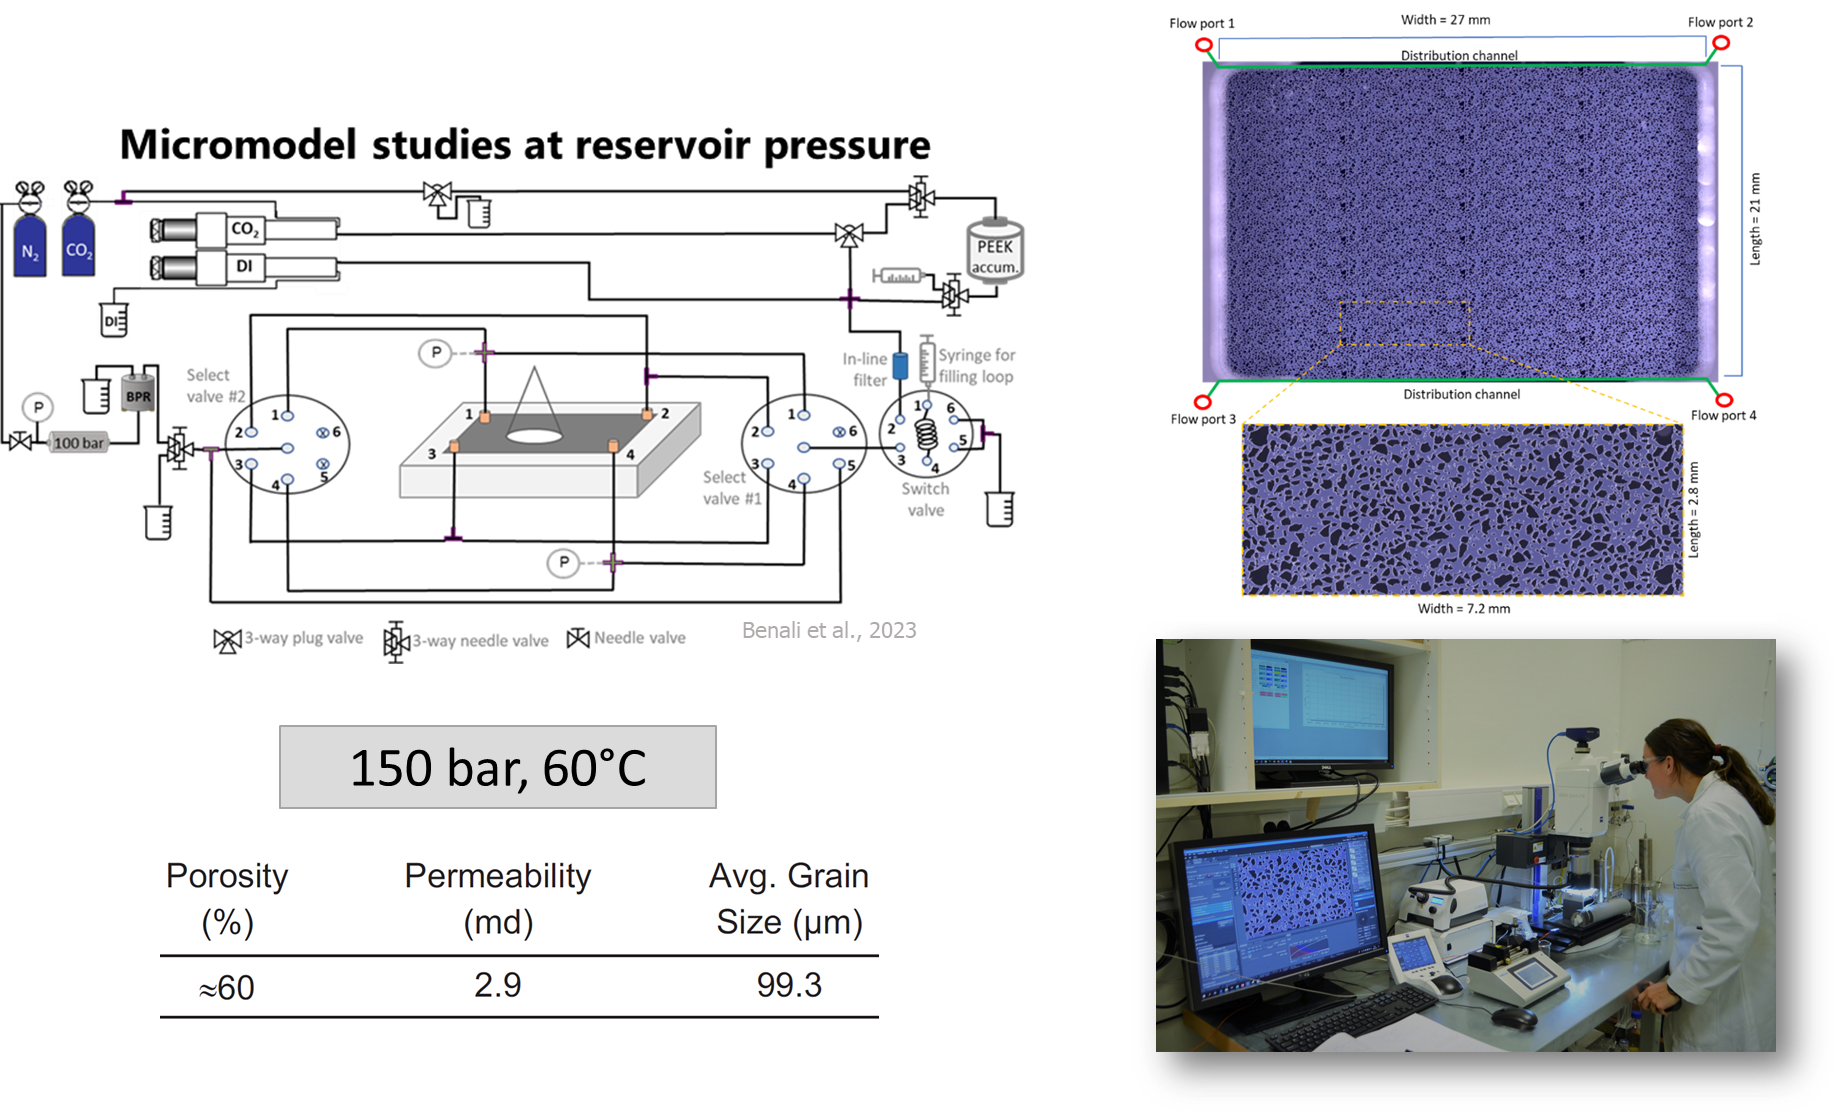 Micromodel studies at reservoir pressure
N₂
CO₂
CO₂
DI
DI
PEEK
accum.
P
BPR
100 bar
P
Select
valve #2
1
2
3
4
5
6
P
1
2
3
4
Select
valve #1
1
2
3
4
5
6
In-line
filter
Syringe for
filling loop
1
2
3
4
5
6
Switch
valve
3-way plug valve
3-way needle valve
Needle valve
Benali et al., 2023
150 bar, 60°C
Porosity
(%)
Permeability
(md)
Avg. Grain
Size (µm)
≈60
2.9
99.3
Flow port 1
Width = 27 mm
Flow port 2
Distribution channel
Length = 21 mm
Distribution channel
Flow port 3
Flow port 4
Length = 2.8 mm
Width = 7.2 mm
DELL